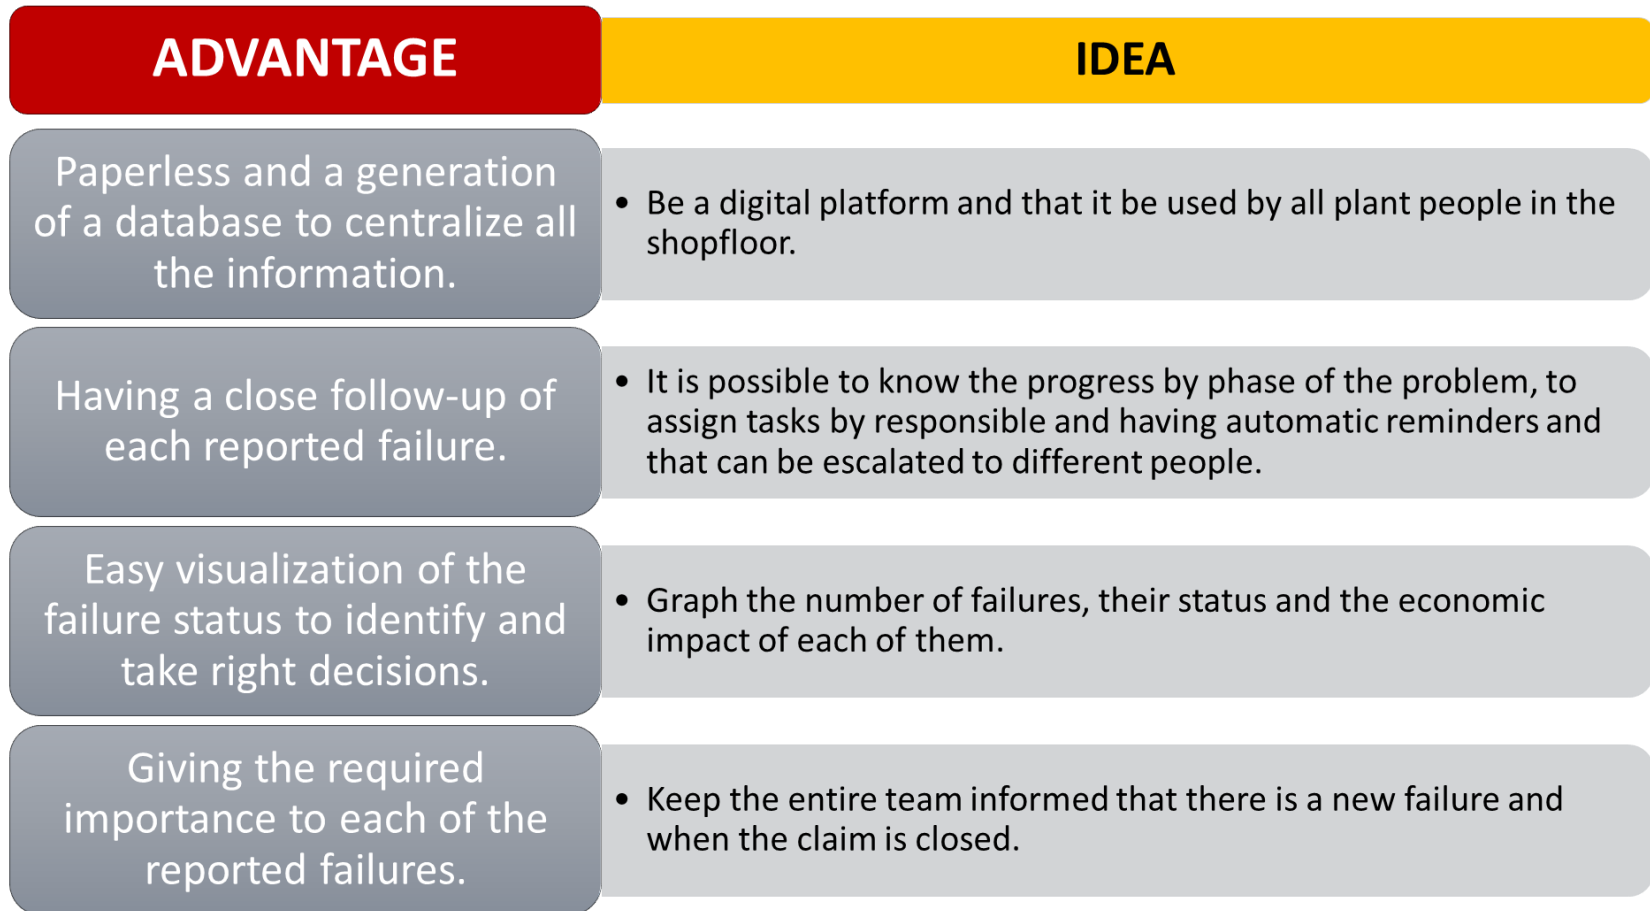 ADVANTAGE
IDEA
Paperless and a generation
of a database to centralize all
the information.
• Be a digital platform and that it be used by all plant people in the
shopfloor.
Having a close follow-up of
each reported failure.
• It is possible to know the progress by phase of the problem, to
assign tasks by responsible and having automatic reminders and
that can be escalated to different people.
Easy visualization of the
failure status to identify and
take right decisions.
• Graph the number of failures, their status and the economic
impact of each of them.
Giving the required
importance to each of the
reported failures.
• Keep the entire team informed that there is a new failure and
when the claim is closed.